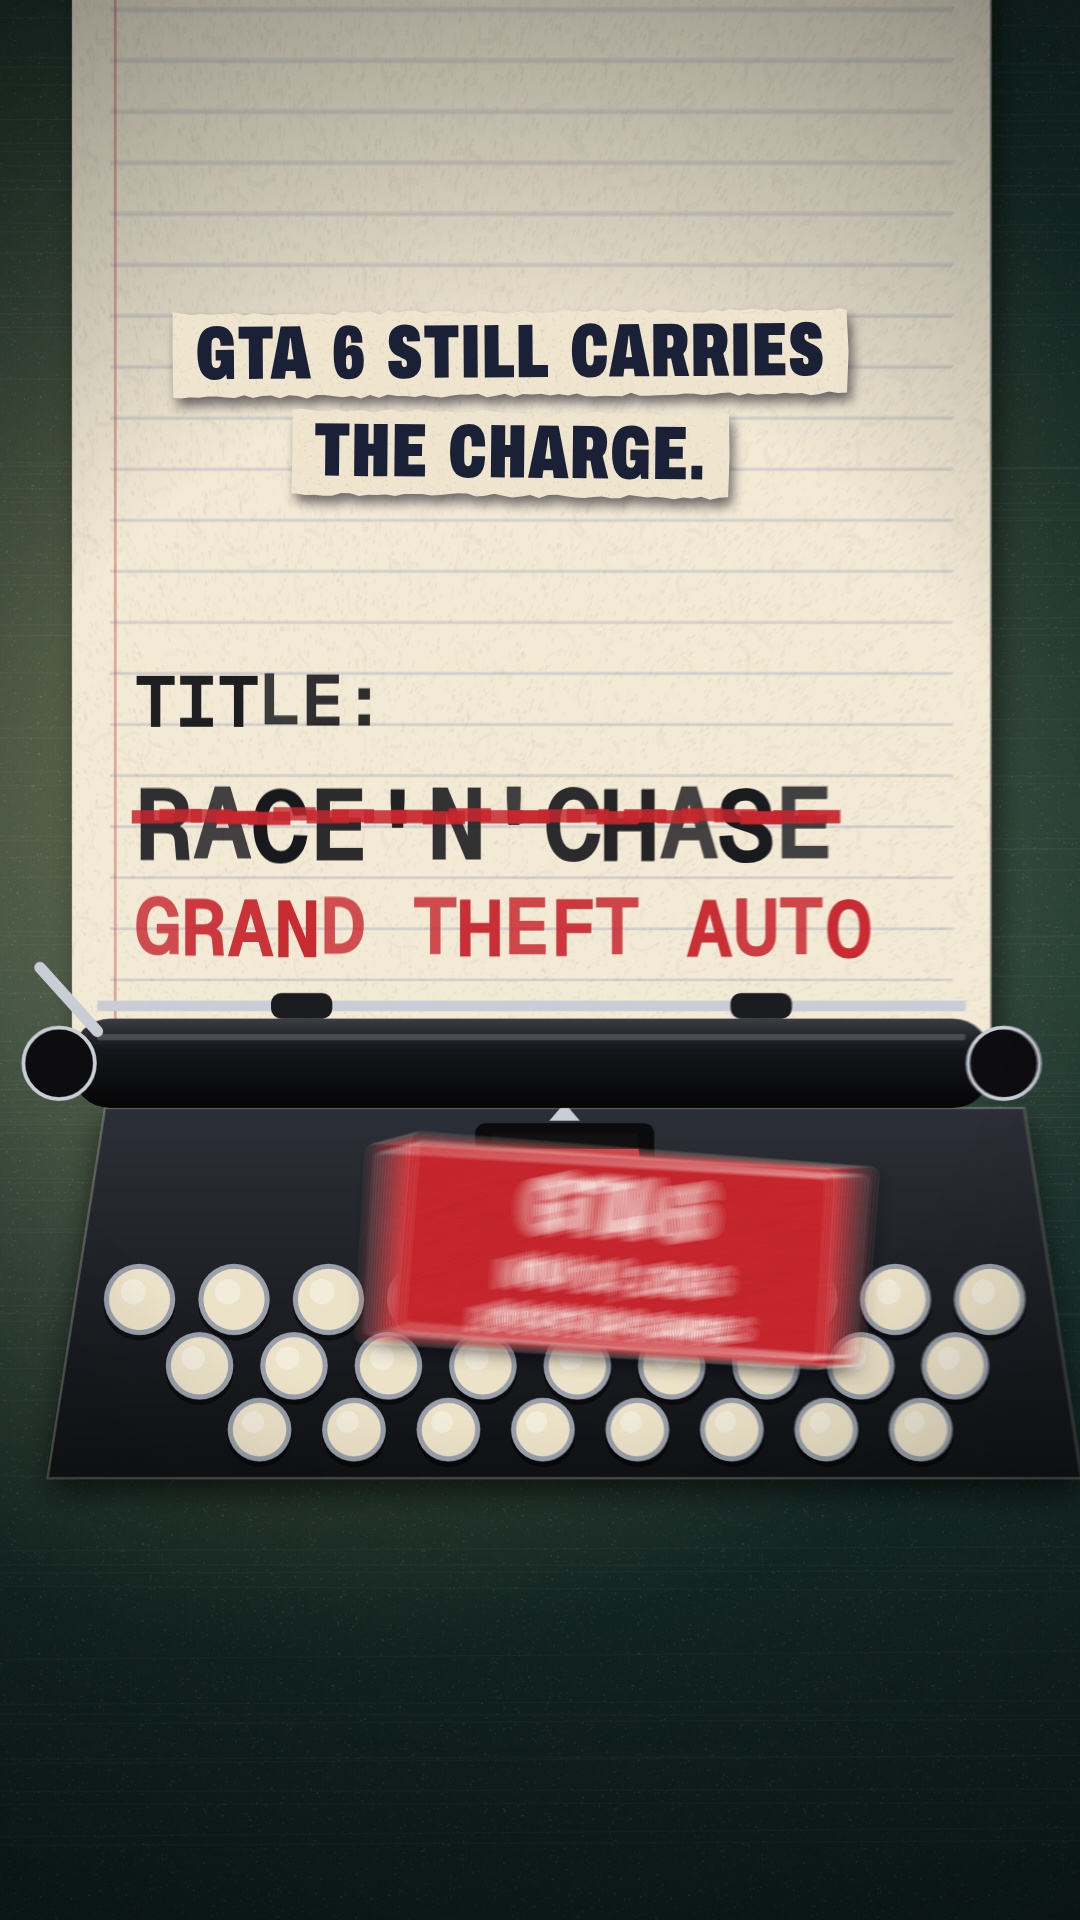 GTA 6 STILL CARRIES
THE CHARGE.
TITLE:
RACE'N'CHASE
GRAND THEFT AUTO